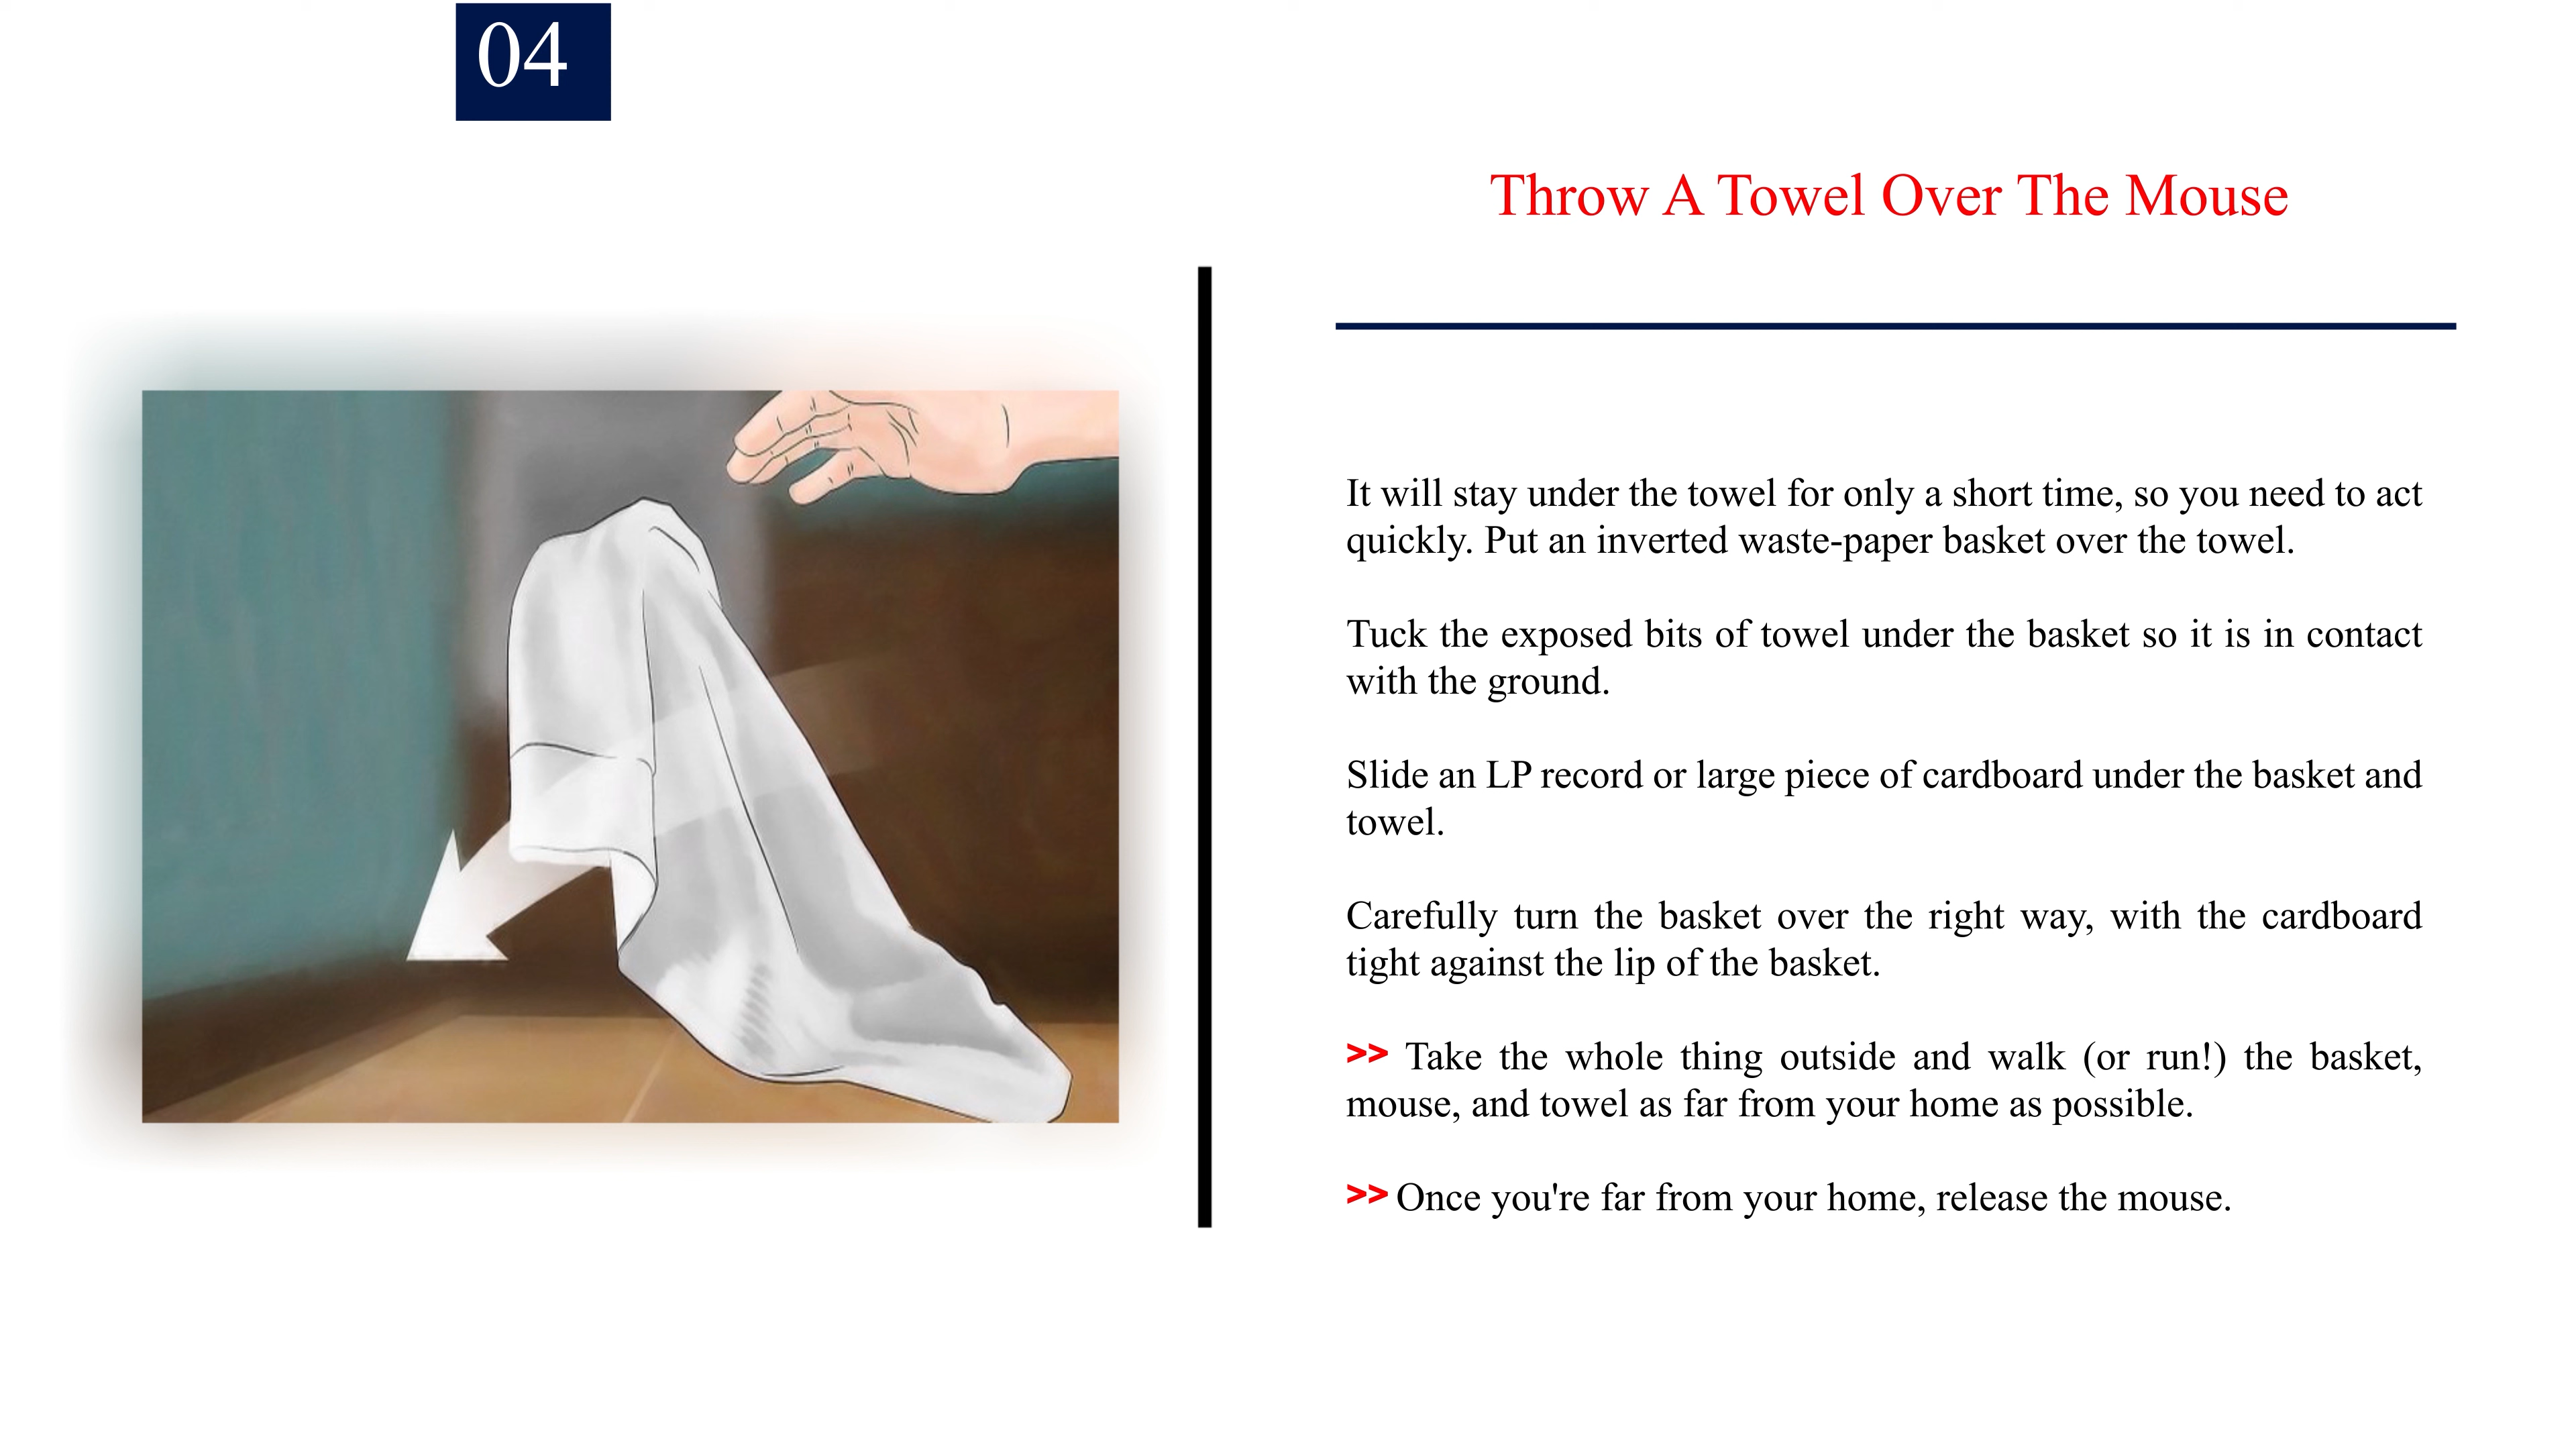 04
Throw A Towel Over The Mouse
It will stay under the towel for only a short time, so you need to act
quickly. Put an inverted waste-paper basket over the towel.
Tuck the exposed bits of towel under the basket so it is in contact
with the ground.
Slide an LP record or large piece of cardboard under the basket and
towel.
Carefully turn the basket over the right way, with the cardboard
tight against the lip of the basket.
>> Take the whole thing outside and walk (or run!) the basket,
mouse, and towel as far from your home as possible.
>> Once you're far from your home, release the mouse.